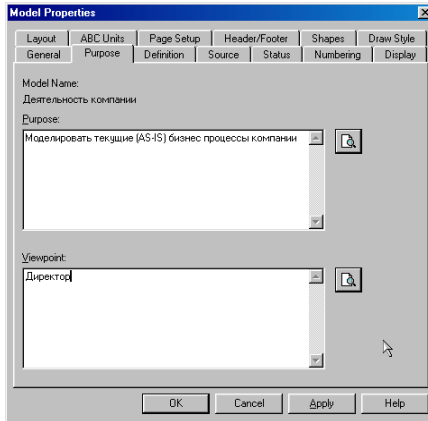 Model Properties
Layout ABC Units Page Setup Header/Footer Shapes Draw Style
General Purpose Definition Source Status Numbering Display
Model Name:
Деятельность компании
Purpose:
Моделировать текущие (AS-IS) бизнес процессы компании
Viewpoint:
Директор
OK Cancel Apply Help